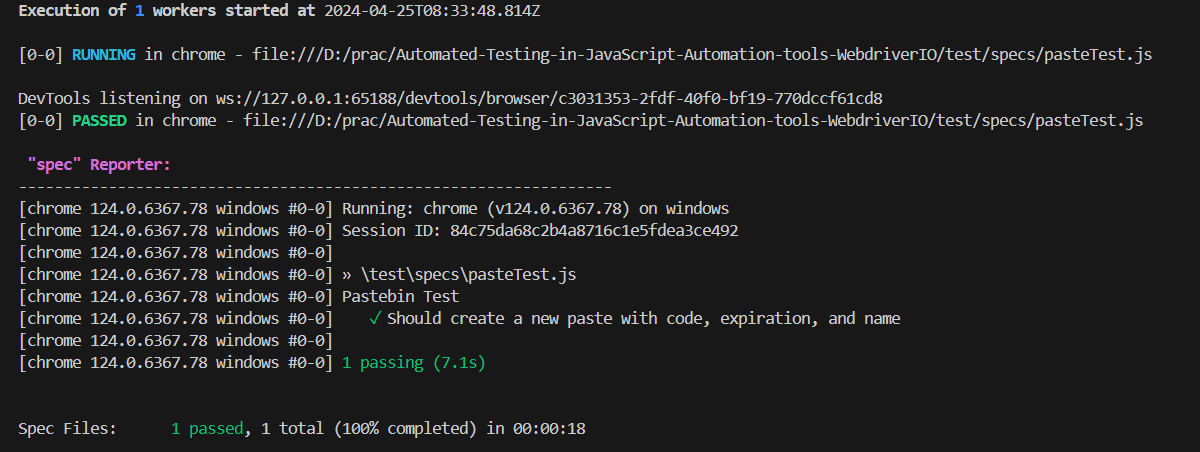 Execution of 1 workers started at 2024-04-25T08:33:48.814Z
[0-0] RUNNING in chrome - file:///D:/prac/Automated-Testing-in-JavaScript-Automation-tools-WebdriverIO/test/specs/pasteTest.js
DevTools listening on ws://127.0.0.1:65188/devtools/browser/c3031353-2fdf-40f0-bf19-770dccf61cd8
[0-0] PASSED in chrome - file:///D:/prac/Automated-Testing-in-JavaScript-Automation-tools-WebdriverIO/test/specs/pasteTest.js
"spec" Reporter:
------------------------------------------------------------------
[chrome 124.0.6367.78 windows #0-0] Running: chrome (v124.0.6367.78) on windows
[chrome 124.0.6367.78 windows #0-0] Session ID: 84c75da68c2b4a8716c1e5fdea3ce492
[chrome 124.0.6367.78 windows #0-0]
[chrome 124.0.6367.78 windows #0-0] » \test\specs\pasteTest.js
[chrome 124.0.6367.78 windows #0-0] Pastebin Test
[chrome 124.0.6367.78 windows #0-0]    ✓ Should create a new paste with code, expiration, and name
[chrome 124.0.6367.78 windows #0-0]
[chrome 124.0.6367.78 windows #0-0] 1 passing (7.1s)
Spec Files:      1 passed, 1 total (100% completed) in 00:00:18